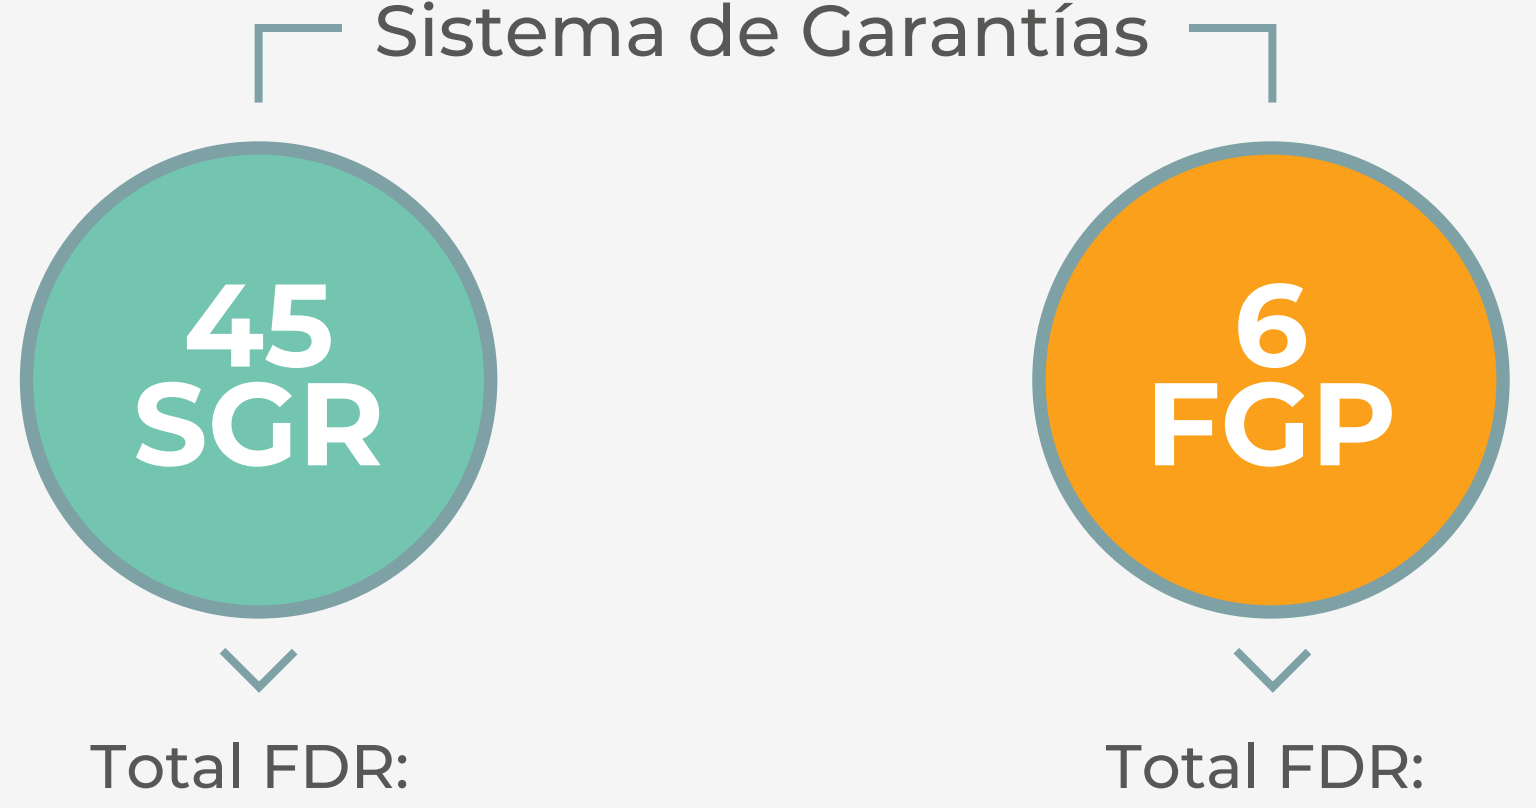 Sistema de Garantías
45
SGR
6
FGP
Total FDR:
Total FDR: